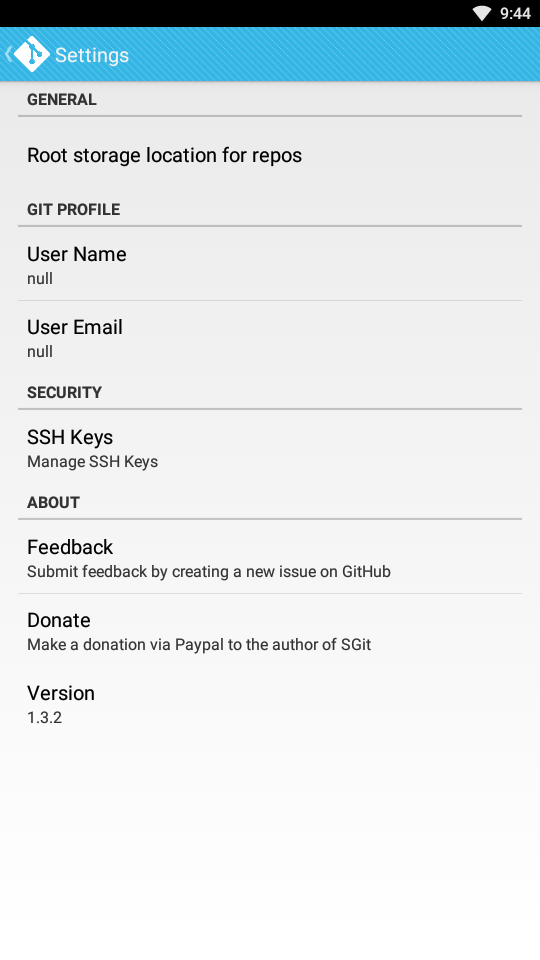 9:44
Settings
GENERAL
Root storage location for repos
GIT PROFILE
User Name
null
User Email
null
SECURITY
SSH Keys
Manage SSH Keys
ABOUT
Feedback
Submit feedback by creating a new issue on GitHub
Donate
Make a donation via Paypal to the author of SGit
Version
1.3.2